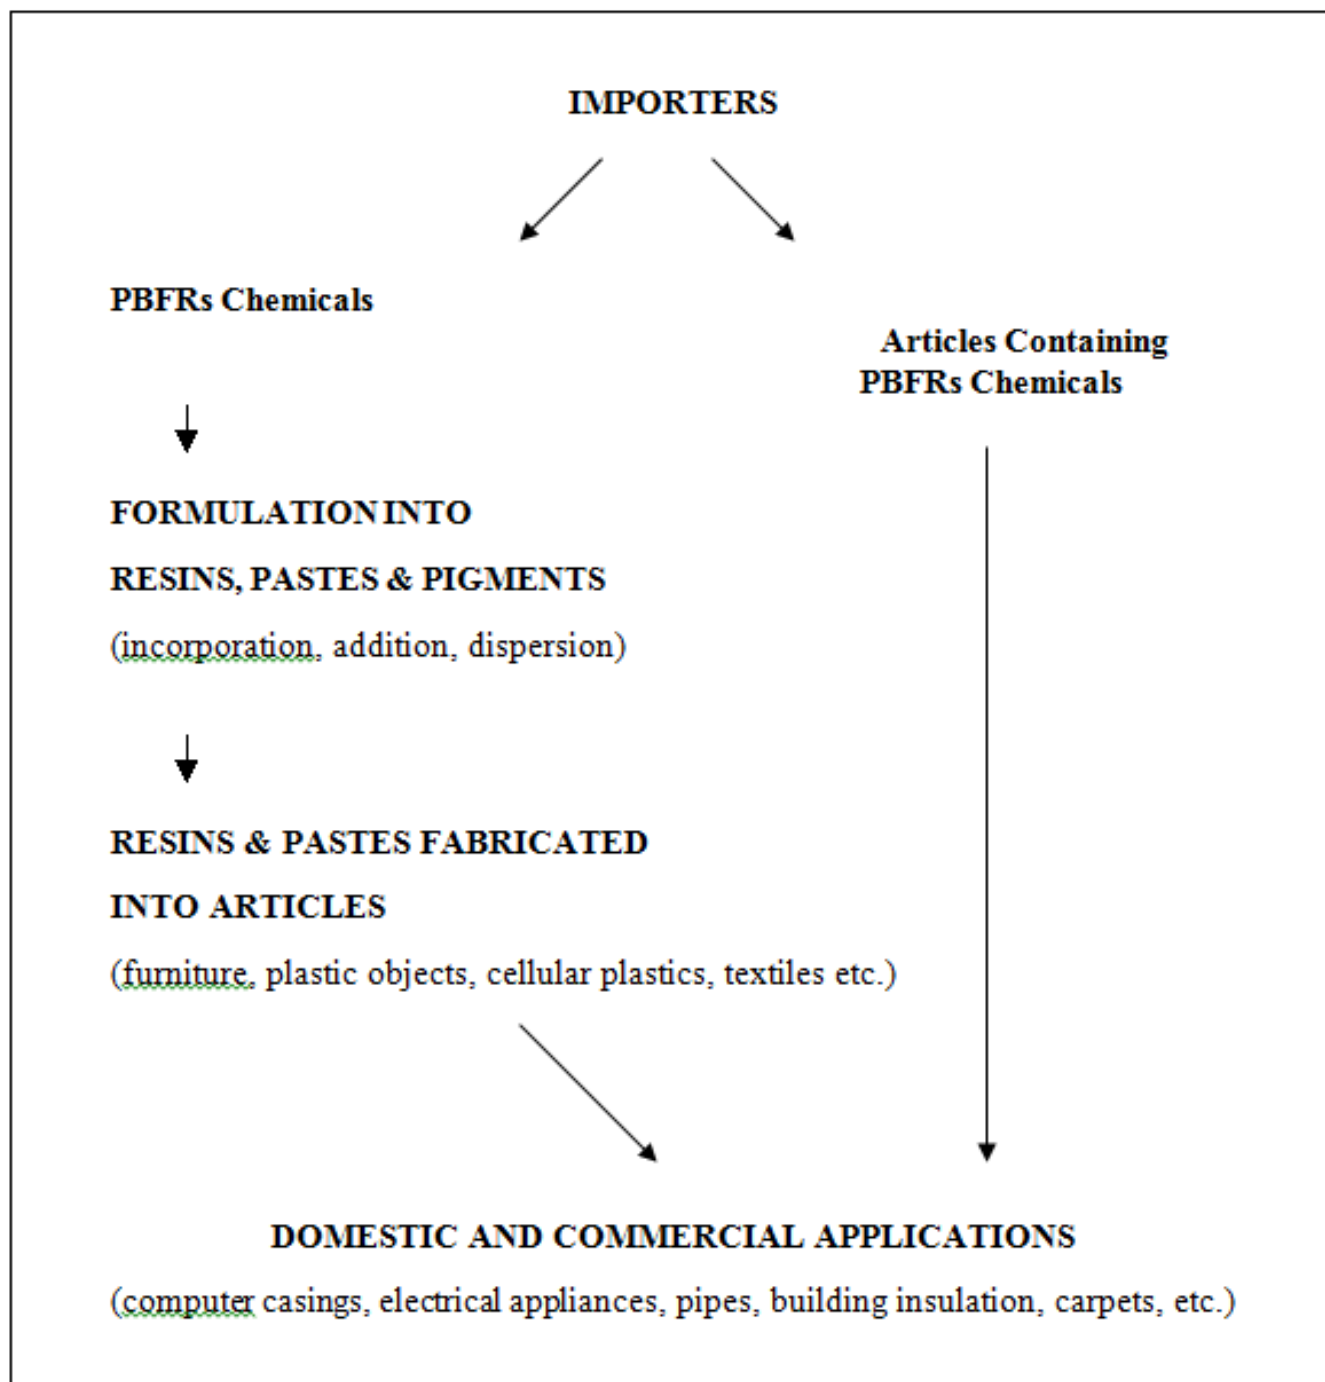 IMPORTERS
PBFRs Chemicals
Articles Containing
PBFRs Chemicals
FORMULATION INTO
RESINS, PASTES & PIGMENTS
(incorporation, addition, dispersion)
RESINS & PASTES FABRICATED
INTO ARTICLES
(furniture, plastic objects, cellular plastics, textiles etc.)
DOMESTIC AND COMMERCIAL APPLICATIONS
(computer casings, electrical appliances, pipes, building insulation, carpets, etc.)